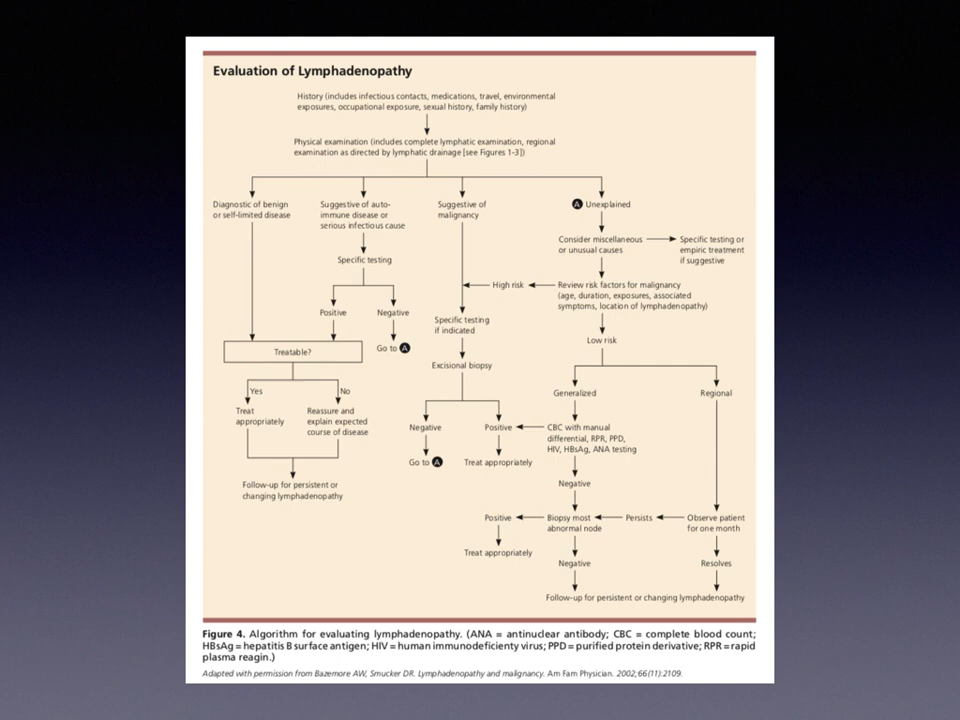 Evaluation of Lymphadenopathy
History (includes infectious contacts, medications, travel, environmental
exposures, occupational exposure, sexual history, family history)
Physical examination (includes complete lymphatic examination, regional
examination as directed by lymphatic drainage [see Figures 1-3])
Diagnostic of benign
or self-limited disease
Suggestive of auto-
immune disease or
serious infectious cause
Suggestive of
malignancy
A Unexplained
Specific testing
Consider miscellaneous
or unusual causes
Specific testing or
empiric treatment
if suggestive
High risk
Review risk factors for malignancy
(age, duration, exposures, associated
symptoms, location of lymphadenopathy)
Positive
Negative
Go to A
Specific testing
if indicated
Low risk
Treatable?
Excisional biopsy
Yes
No
Treat
appropriately
Reassure and
explain expected
course of disease
Generalized
Regional
Negative
Positive
CBC with manual
differential, RPR, PPD,
HIV, HBsAg, ANA testing
Go to A
Treat appropriately
Follow-up for persistent or
changing lymphadenopathy
Negative
Positive
Biopsy most
abnormal node
Persists
Observe patient
for one month
Treat appropriately
Negative
Resolves
Follow-up for persistent or changing lymphadenopathy
Figure 4. Algorithm for evaluating lymphadenopathy. (ANA = antinuclear antibody; CBC = complete blood count;
HBsAg = hepatitis B surface antigen; HIV = human immunodeficienty virus; PPD = purified protein derivative; RPR = rapid
plasma reagin.)
Adapted with permission from Bazemore AW, Smucker DR. Lymphadenopathy and malignancy. Am Fam Physician. 2002;66(11):2109.